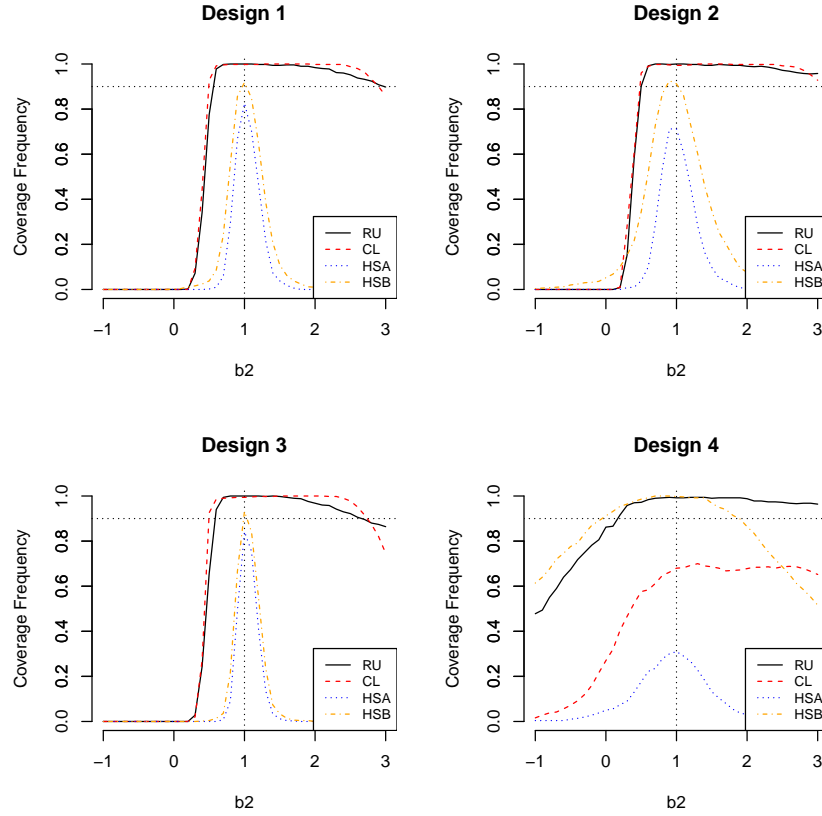 Design 1
Coverage Frequency
1.0
0.8
0.6
0.4
0.2
0.0
RU
CL
HSA
HSB
−1
0
1
2
3
b2
Design 2
Coverage Frequency
1.0
0.8
0.6
0.4
0.2
0.0
RU
CL
HSA
HSB
−1
0
1
2
3
b2
Design 3
Coverage Frequency
1.0
0.8
0.6
0.4
0.2
0.0
RU
CL
HSA
HSB
−1
0
1
2
3
b2
Design 4
Coverage Frequency
1.0
0.8
0.6
0.4
0.2
0.0
RU
CL
HSA
HSB
−1
0
1
2
3
b2